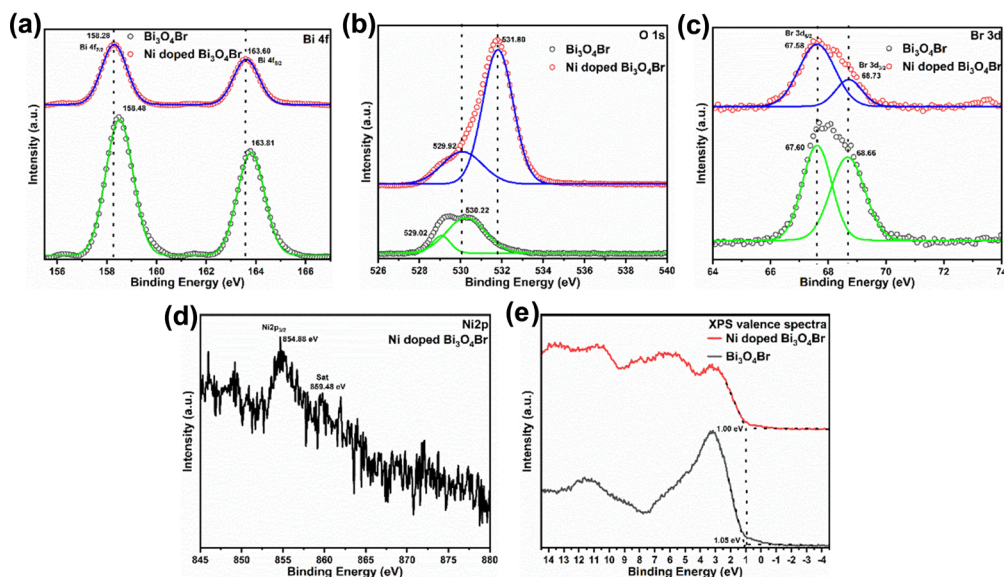 (a)
Bi 4f
158.28
Bi 4f7/2
163.60
Bi 4f5/2
Bi3O4Br
Ni doped Bi3O4Br
158.48
163.81
Intensity (a.u.)
156 158 160 162 164 166
Binding Energy (eV)
(b)
O 1s
531.80
Bi3O4Br
Ni doped Bi3O4Br
529.92
530.22
529.02
Intensity (a.u.)
526 528 530 532 534 536 538 540
Binding Energy (eV)
(c)
Br 3d
Br 3d5/2
67.58
Br 3d3/2
68.73
Bi3O4Br
Ni doped Bi3O4Br
67.60
68.66
Intensity (a.u.)
64 66 68 70 72 74
Binding Energy (eV)
(d)
Ni2p
Ni doped Bi3O4Br
Ni2p3/2
854.88 eV
Sat
859.48 eV
Intensity (a.u.)
845 850 855 860 865 870 875 880
Binding Energy (eV)
(e)
XPS valence spectra
Ni doped Bi3O4Br
Bi3O4Br
1.00 eV
1.05 eV
Intensity (a.u.)
14 13 12 11 10 9 8 7 6 5 4 3 2 1 0 -1 -2 -3 -4
Binding Energy (eV)